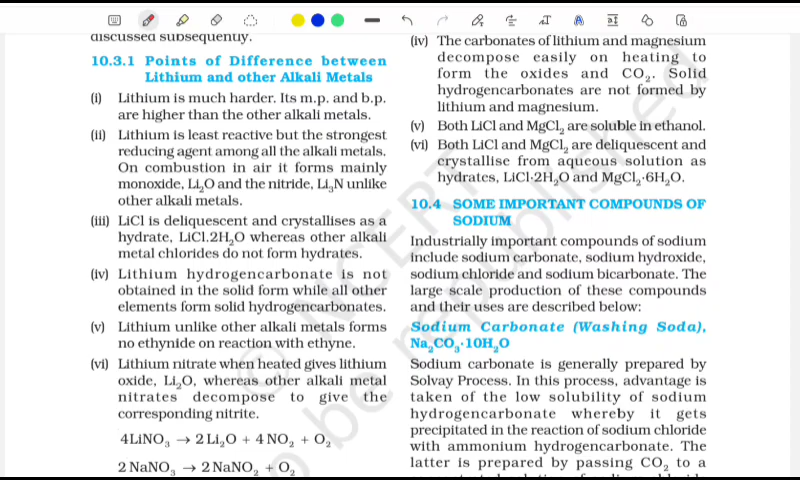 discussed subsequently.
10.3.1 Points of Difference between
Lithium and other Alkali Metals
(i) Lithium is much harder. Its m.p. and b.p.
are higher than the other alkali metals.
(ii) Lithium is least reactive but the strongest
reducing agent among all the alkali metals.
On combustion in air it forms mainly
monoxide, Li₂O and the nitride, Li₃N unlike
other alkali metals.
(iii) LiCl is deliquescent and crystallises as a
hydrate, LiCl.2H₂O whereas other alkali
metal chlorides do not form hydrates.
(iv) Lithium hydrogencarbonate is not
obtained in the solid form while all other
elements form solid hydrogencarbonates.
(v) Lithium unlike other alkali metals forms
no ethynide on reaction with ethyne.
(vi) Lithium nitrate when heated gives lithium
oxide, Li₂O, whereas other alkali metal
nitrates decompose to give the
corresponding nitrite.
4LiNO₃ → 2 Li₂O + 4 NO₂ + O₂
2 NaNO₃ → 2 NaNO₂ + O₂
(iv) The carbonates of lithium and magnesium
decompose easily on heating to
form the oxides and CO₂. Solid
hydrogencarbonates are not formed by
lithium and magnesium.
(v) Both LiCl and MgCl₂ are soluble in ethanol.
(vi) Both LiCl and MgCl₂ are deliquescent and
crystallise from aqueous solution as
hydrates, LiCl·2H₂O and MgCl₂·6H₂O.
10.4 SOME IMPORTANT COMPOUNDS OF
SODIUM
Industrially important compounds of sodium
include sodium carbonate, sodium hydroxide,
sodium chloride and sodium bicarbonate. The
large scale production of these compounds
and their uses are described below:
Sodium Carbonate (Washing Soda),
Na₂CO₃·10H₂O
Sodium carbonate is generally prepared by
Solvay Process. In this process, advantage is
taken of the low solubility of sodium
hydrogencarbonate whereby it gets
precipitated in the reaction of sodium chloride
with ammonium hydrogencarbonate. The
latter is prepared by passing CO₂ to a
© NCERT
o be republished